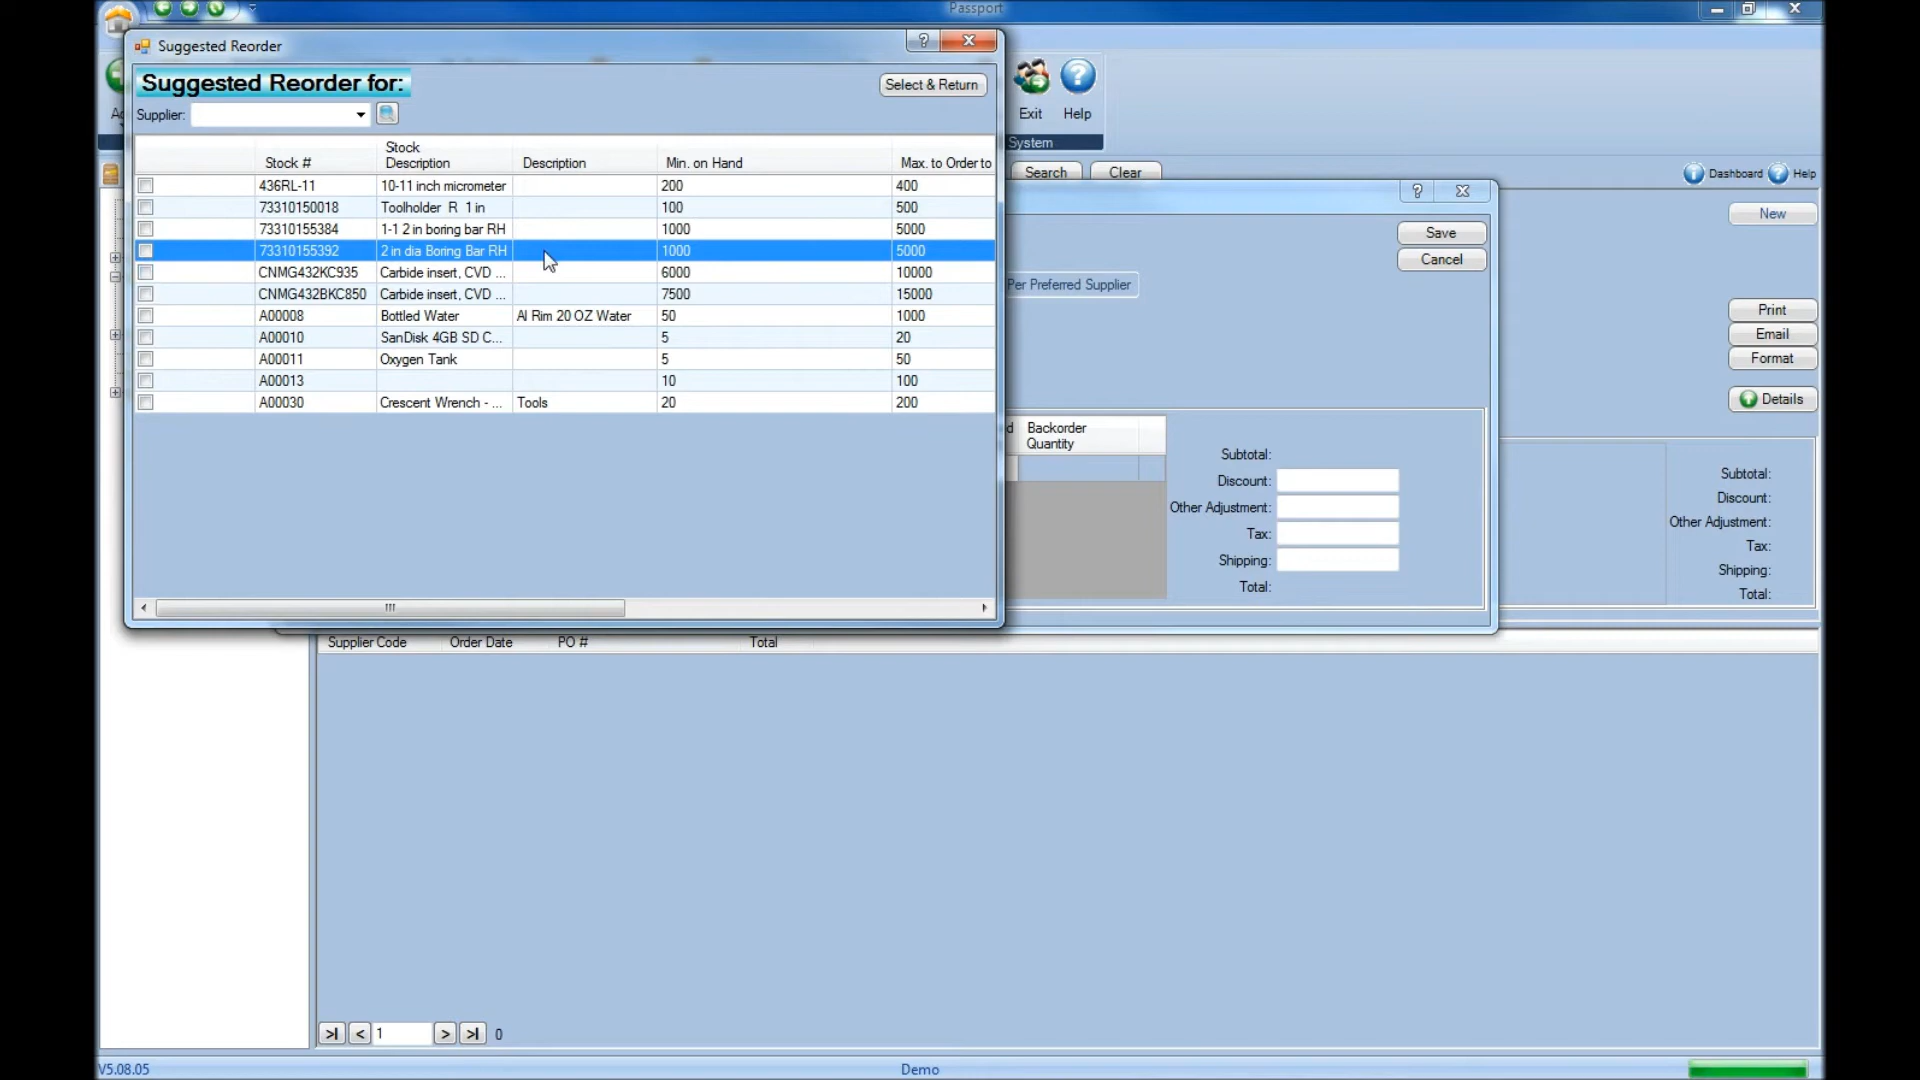 Passport
Suggested Reorder
Suggested Reorder for:
Select & Return
Supplier:
Exit
Help
System
Stock #
Stock Description
Description
Min. on Hand
Max. to Order to
436RL-11 10-11 inch micrometer 200 400
73310150018 Toolholder R 1 in 100 500
73310155384 1-1 2 in boring bar RH 1000 5000
73310155392 2 in dia Boring Bar RH 1000 5000
CNMG432KC935 Carbide insert, CVD ... 6000 10000
CNMG432BKC850 Carbide insert, CVD ... 7500 15000
A00008 Bottled Water Al Rim 20 OZ Water 50 1000
A00010 SanDisk 4GB SD C... 5 20
A00011 Oxygen Tank 5 50
A00013 10 100
A00030 Crescent Wrench - ... Tools 20 200
Search
Clear
Dashboard
Help
New
Save
Cancel
Per Preferred Supplier
Print
Email
Format
Details
Backorder Quantity
Subtotal:
Discount:
Other Adjustment:
Tax:
Shipping:
Total:
Subtotal:
Discount:
Other Adjustment:
Tax:
Shipping:
Total:
Supplier Code
Order Date
PO #
Total
>| < 1 > >| 0
V5.08.05
Demo